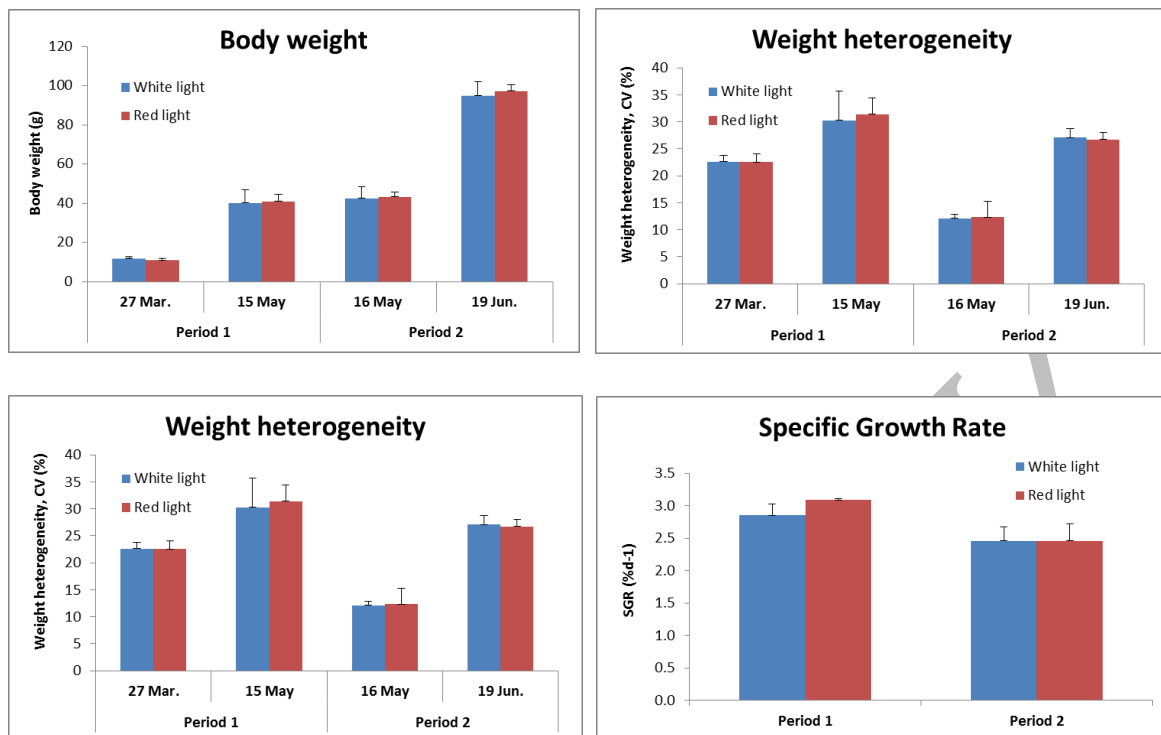 Body weight
120
100
80
60
40
20
0
Body weight (g)
White light
Red light
27 Mar.
15 May
16 May
19 Jun.
Period 1
Period 2
Weight heterogeneity
40
35
30
25
20
15
10
5
0
Weight heterogeneity, CV (%)
White light
Red light
27 Mar.
15 May
16 May
19 Jun.
Period 1
Period 2
Weight heterogeneity
40
35
30
25
20
15
10
5
0
Weight heterogeneity, CV (%)
White light
Red light
27 Mar.
15 May
16 May
19 Jun.
Period 1
Period 2
Specific Growth Rate
3.5
3.0
2.5
2.0
1.5
1.0
0.5
0.0
SGR (%d-1)
White light
Red light
Period 1
Period 2